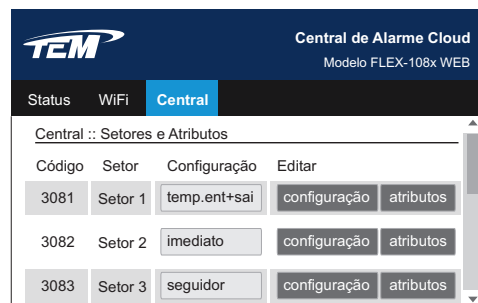 TEM
Central de Alarme Cloud
Modelo FLEX-108x WEB
Status WiFi Central
Central :: Setores e Atributos
Código Setor Configuração Editar
3081 Setor 1 temp.ent+sai configuração atributos
3082 Setor 2 imediato configuração atributos
3083 Setor 3 seguidor configuração atributos